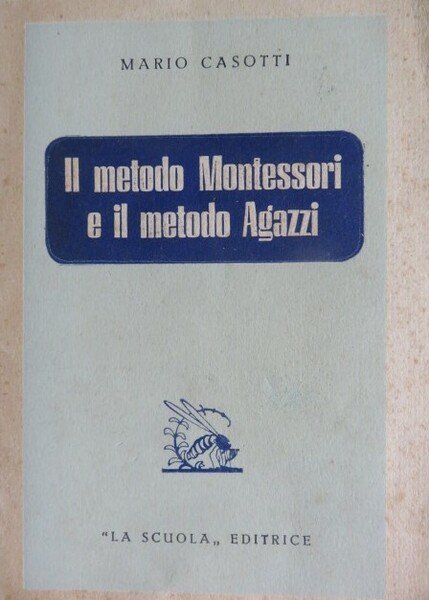 MARIO CASOTTI
Il metodo Montessori
e il metodo Agazzi
“LA SCUOLA„ EDITRICE